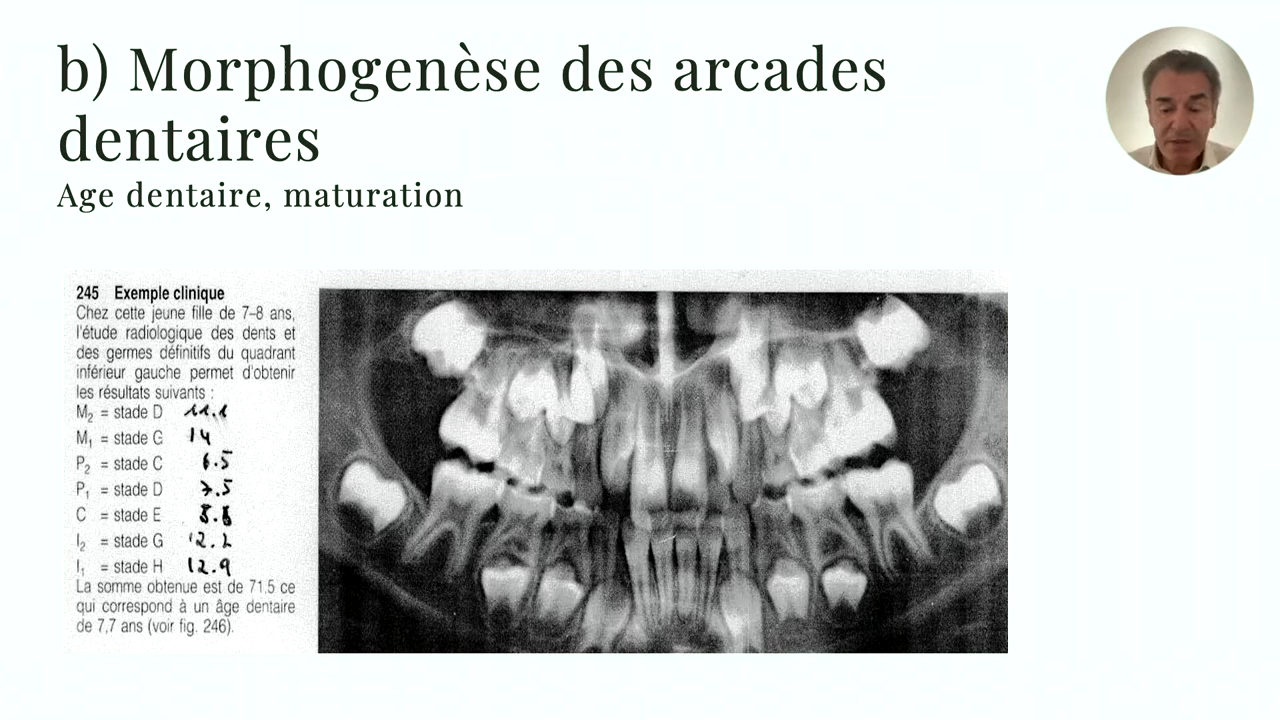 b) Morphogenèse des arcades
dentaires
Age dentaire, maturation
245 Exemple clinique
Chez cette jeune fille de 7–8 ans,
l'étude radiologique des dents et
des germes définitifs du quadrant
inférieur gauche permet d'obtenir
les résultats suivants :
M₂ = stade D 11.1
M₁ = stade G 14
P₂ = stade C 6.5
P₁ = stade D 7.5
C = stade E
I₂ = stade G 12.2
I₁ = stade H 12.9
La somme obtenue est de 71,5 ce
qui correspond à un âge dentaire
de 7,7 ans (voir fig. 246).